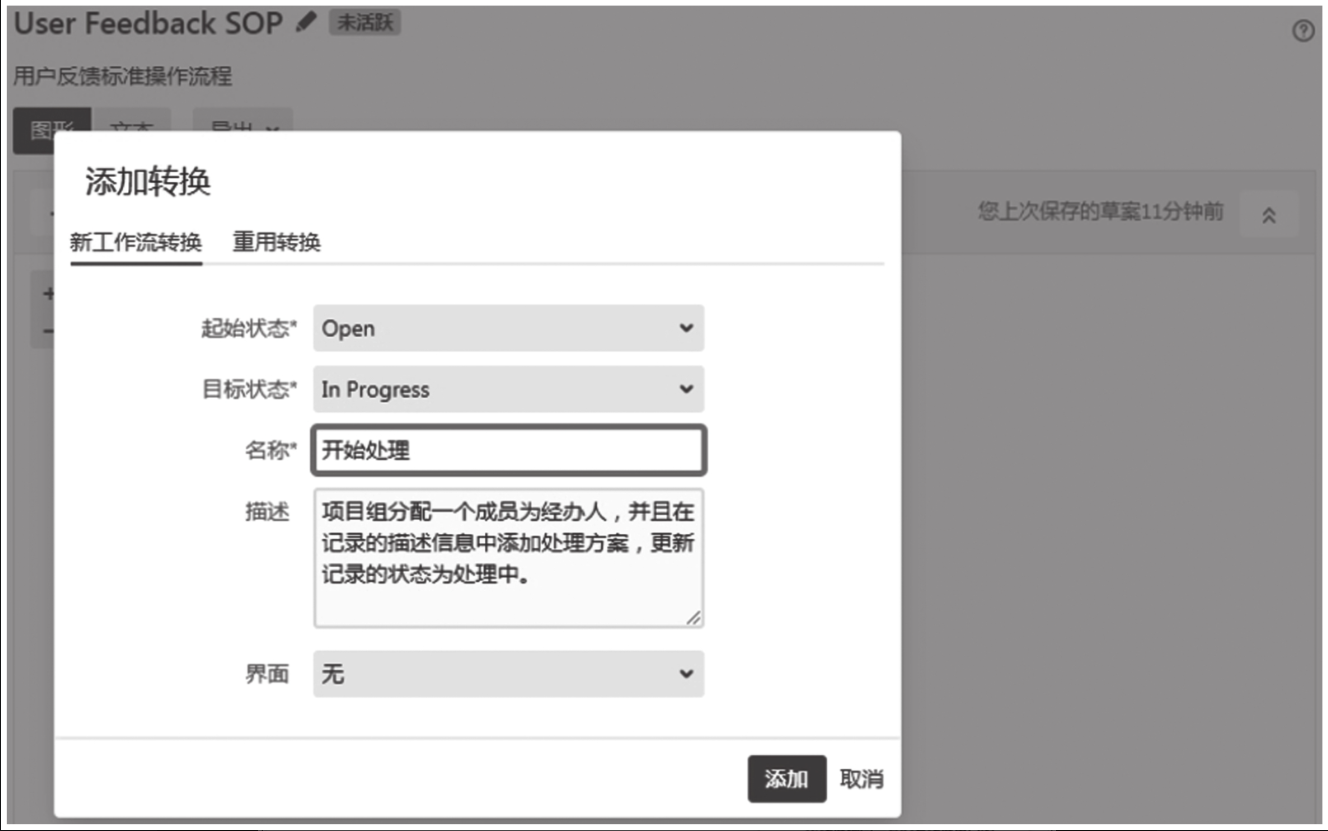 User Feedback SOP 未活跃
用户反馈标准操作流程
图形 文本 导出
添加转换
您上次保存的草案11分钟前
新工作流转换 重用转换
起始状态* Open
目标状态* In Progress
名称* 开始处理
描述 项目组分配一个成员为经办人，并且在
记录的描述信息中添加处理方案，更新
记录的状态为处理中。
界面 无
添加 取消